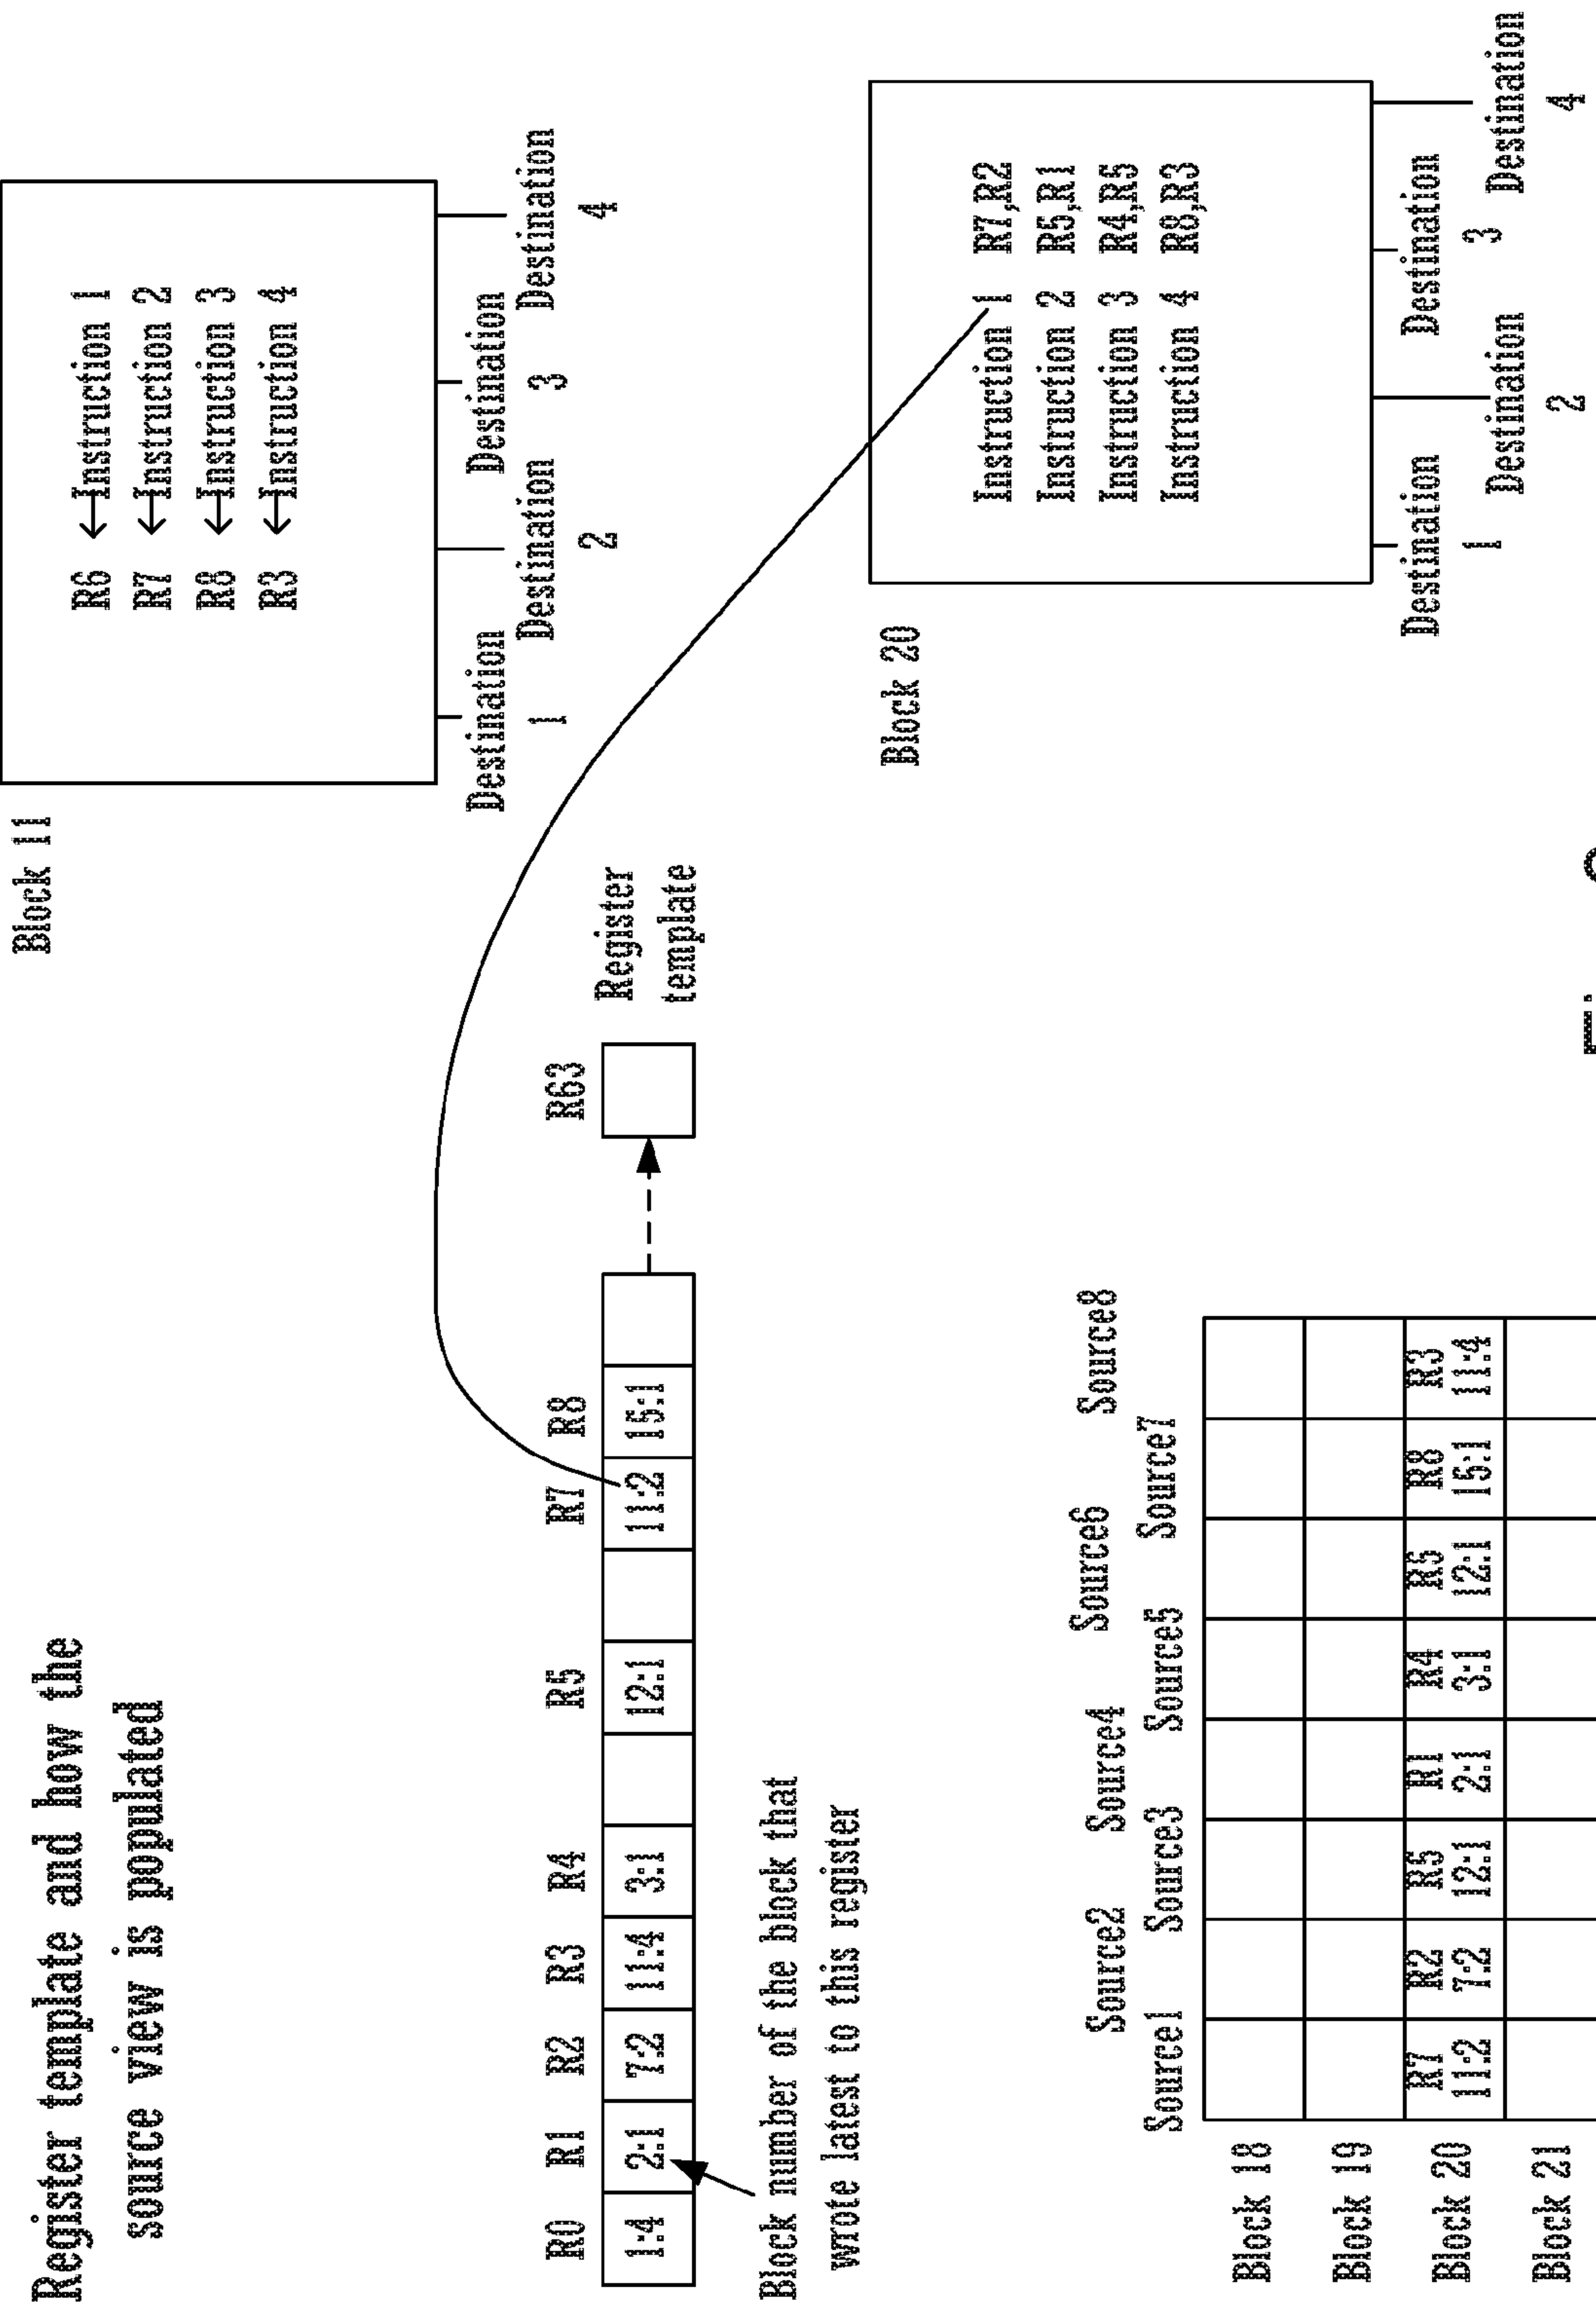 Register template and how the
source view is populated
Block 11
R6 ← Instruction 1
R7 ← Instruction 2
R8 ← Instruction 3
R3 ← Instruction 4
Destination
1
Destination
2
Destination
3
Destination
4
R0 R1 R2 R3 R4 R5 R7 R8 R63
1:4 2:1 7:2 11:4 3:1 12:1 11:2 15:1
Register
template
Block number of the block that
wrote latest to this register
Block 20
Instruction 1 R7,R2
Instruction 2 R5,R1
Instruction 3 R4,R5
Instruction 4 R8,R3
Destination
1
Destination
2
Destination
3
Destination
4
Source1 Source2 Source3 Source4 Source5 Source6 Source7 Source8
Block 18
Block 19
Block 20
R7 R2 R5 R1 R4 R5 R8 R3
11:2 7:2 12:1 2:1 3:1 12:1 15:1 11:4
Block 21